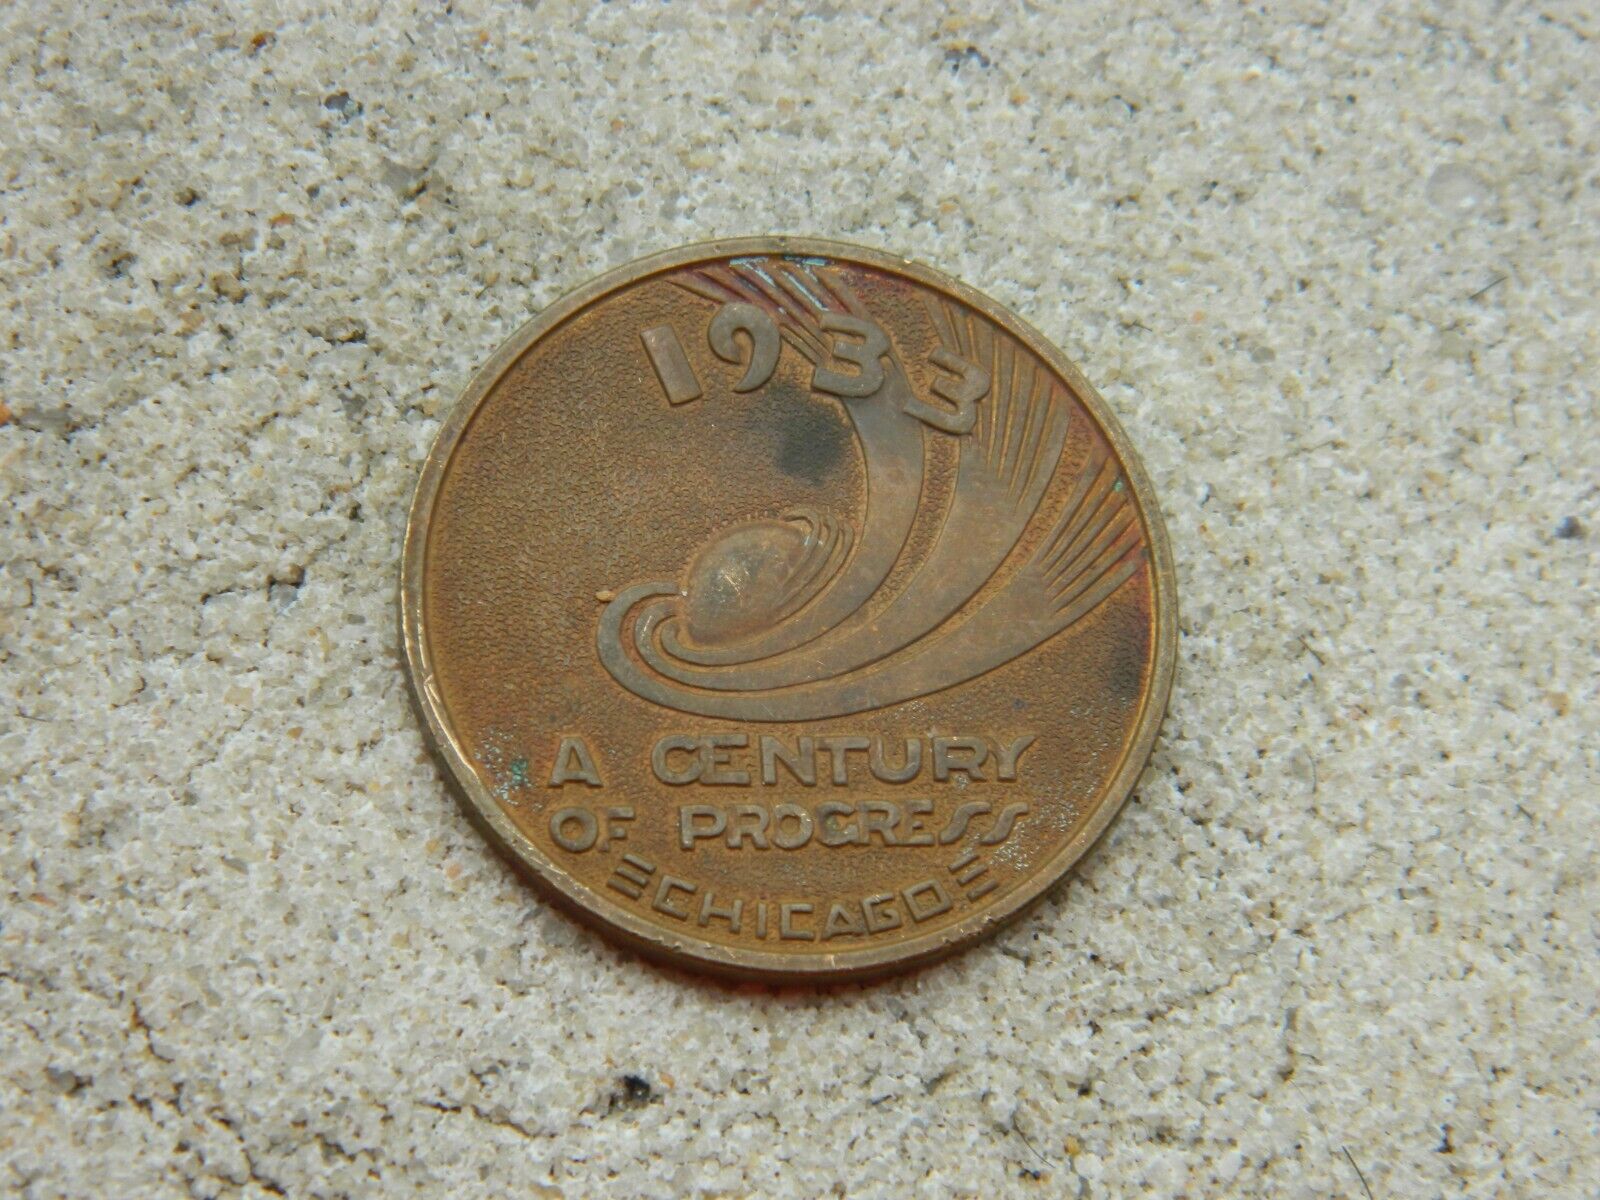 1933
A CENTURY
OF PROGRESS
CHICAGO